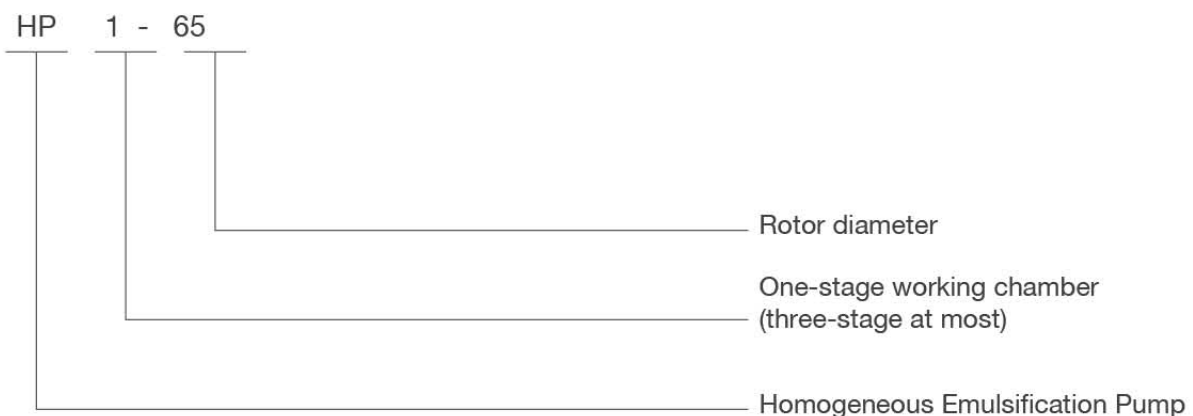 HP 1 - 65
Rotor diameter
One-stage working chamber
(three-stage at most)
Homogeneous Emulsification Pump